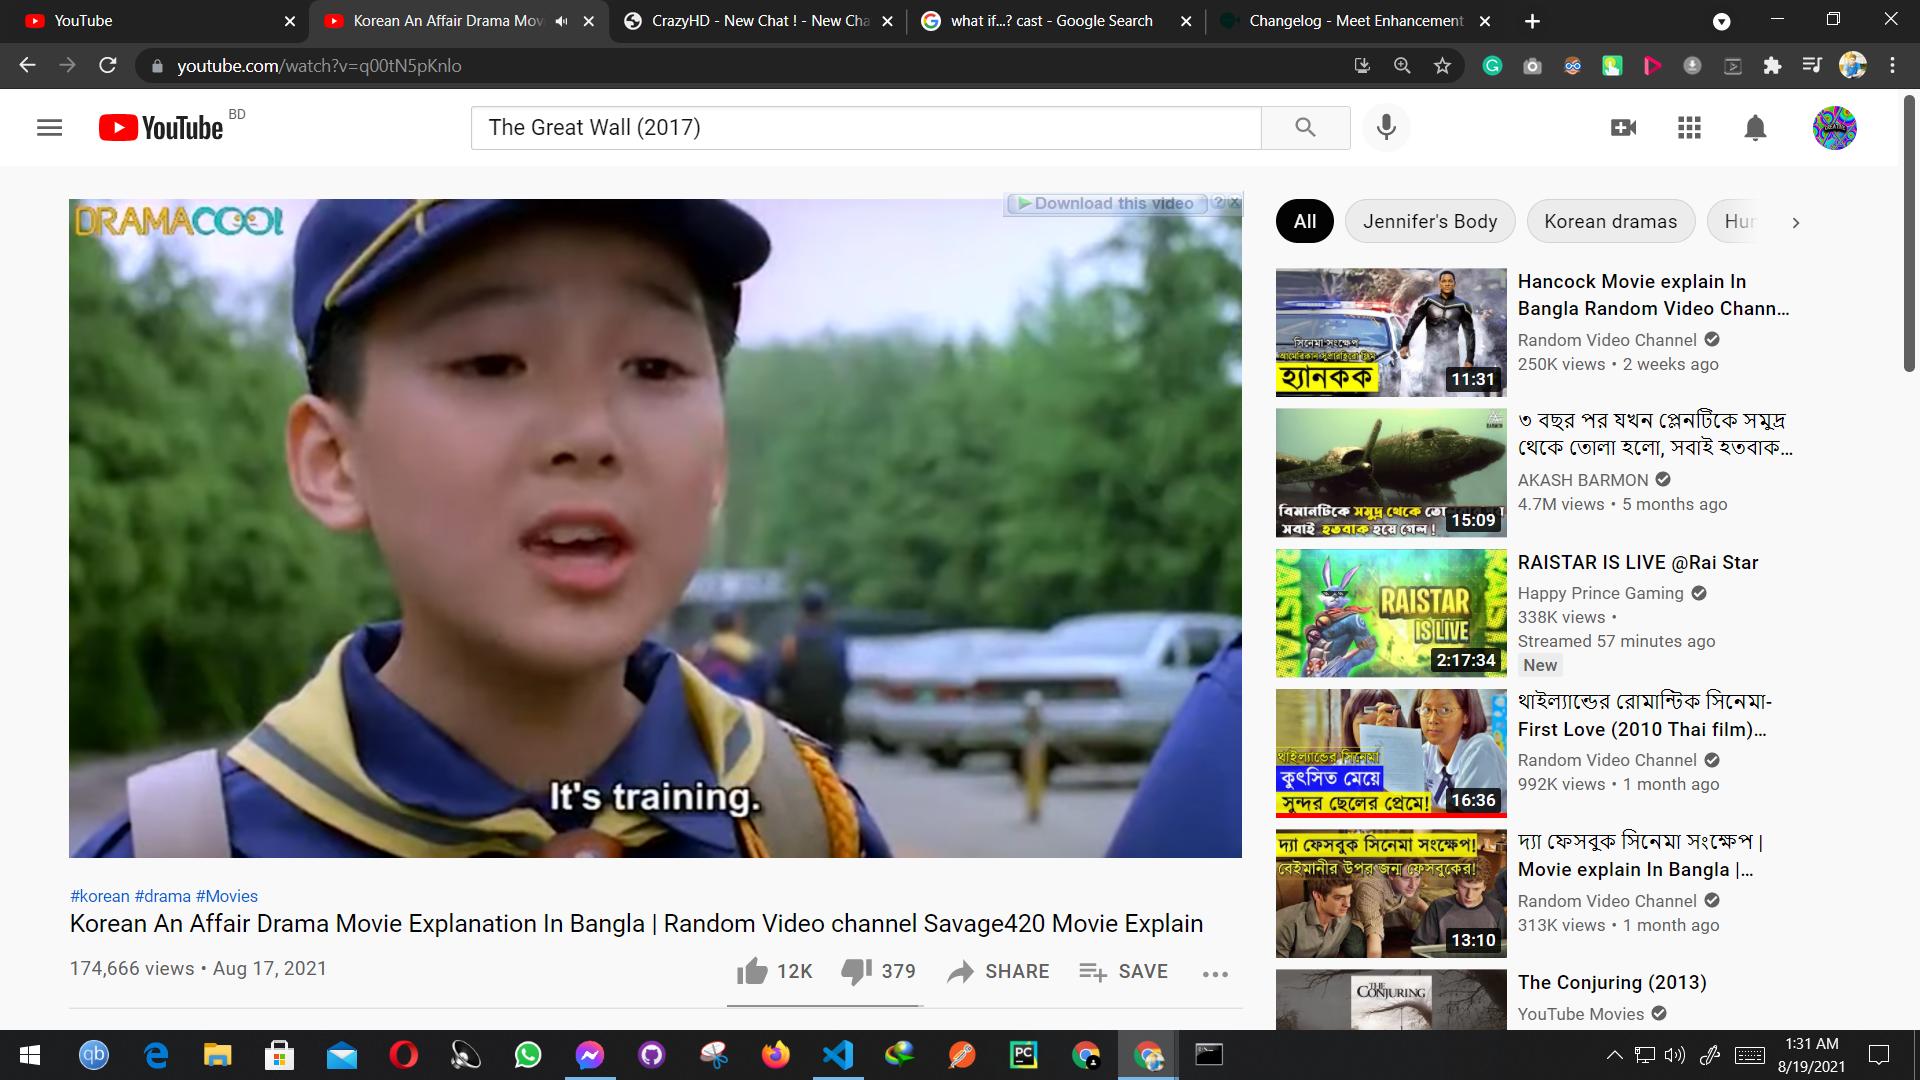 YouTube
Korean An Affair Drama Mov
CrazyHD - New Chat ! - New Cha
what if...? cast - Google Search
Changelog - Meet Enhancement
youtube.com/watch?v=q00tN5pKnlo
YouTube BD
The Great Wall (2017)
DRAMACOOL
Download this video
It's training.
#korean #drama #Movies
Korean An Affair Drama Movie Explanation In Bangla | Random Video channel Savage420 Movie Explain
174,666 views • Aug 17, 2021
12K 379 SHARE SAVE
All Jennifer's Body Korean dramas Hur
সিনেমা সংক্ষেপ
হ্যানকক
11:31
Hancock Movie explain In
Bangla Random Video Chann...
Random Video Channel
250K views • 2 weeks ago
BARMON
বিমানটিকে সমুদ্র থেকে
সবাই হতবাক হয়ে গেল !
15:09
৩ বছর পর যখন প্লেনটিকে সমুদ্র
থেকে তোলা হলো, সবাই হতবাক...
AKASH BARMON
4.7M views • 5 months ago
RAISTAR
IS LIVE
2:17:34
RAISTAR IS LIVE @Rai Star
Happy Prince Gaming
338K views •
Streamed 57 minutes ago
New
থাইল্যান্ডের সিনেমা
কুৎসিত মেয়ে
সুন্দর ছেলের প্রেমে!
16:36
থাইল্যান্ডের রোমান্টিক সিনেমা-
First Love (2010 Thai film)...
Random Video Channel
992K views • 1 month ago
দ্যা ফেসবুক সিনেমা সংক্ষেপ!
বেইমানীর উপর জন্ম ফেসবুকের!
13:10
দ্যা ফেসবুক সিনেমা সংক্ষেপ |
Movie explain In Bangla |...
Random Video Channel
313K views • 1 month ago
THE CONJURING
The Conjuring (2013)
YouTube Movies
qb
PC
1:31 AM
8/19/2021